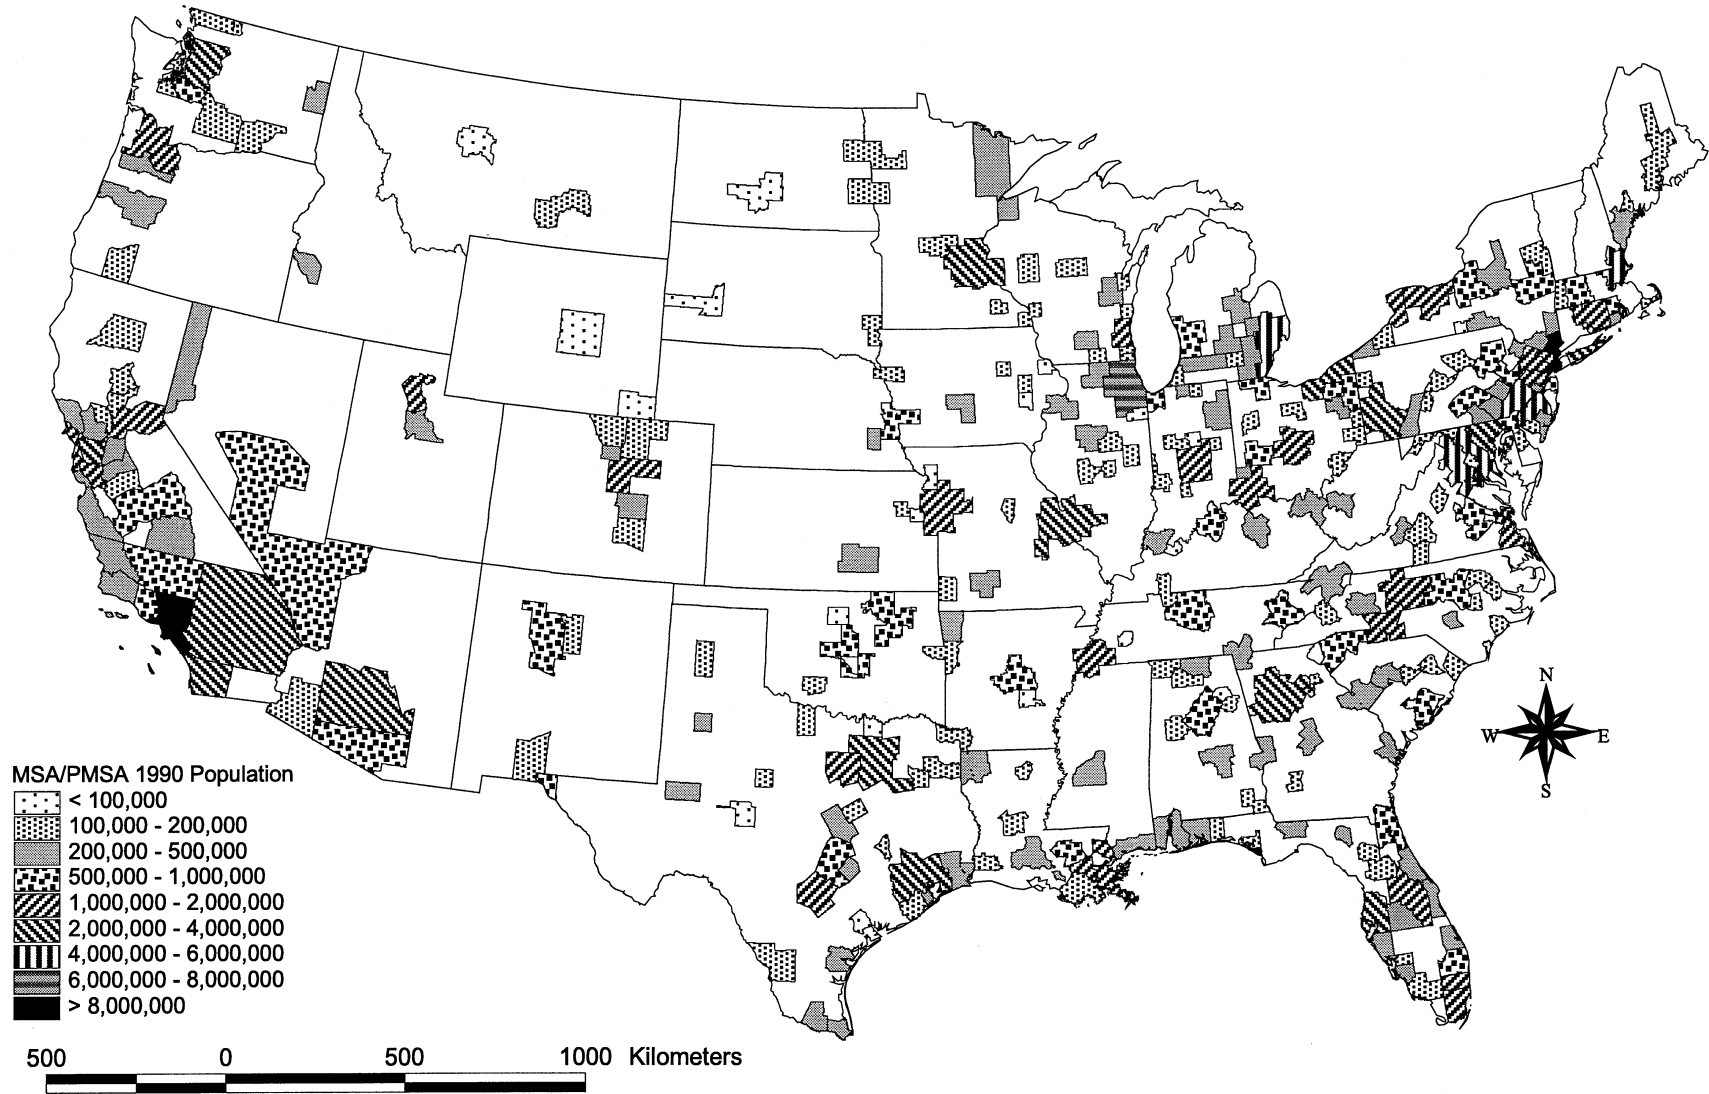 N
W E
S
MSA/PMSA 1990 Population
< 100,000
100,000 - 200,000
200,000 - 500,000
500,000 - 1,000,000
1,000,000 - 2,000,000
2,000,000 - 4,000,000
4,000,000 - 6,000,000
6,000,000 - 8,000,000
> 8,000,000
500 0 500 1000 Kilometers